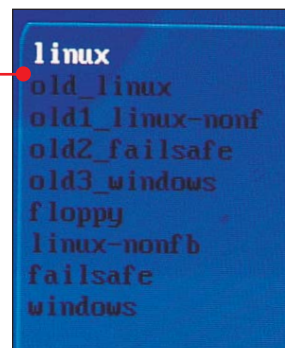 linux
old_linux
old1_linux-nonf
old2_failsafe
old3_windows
floppy
linux-nonfb
failsafe
windows